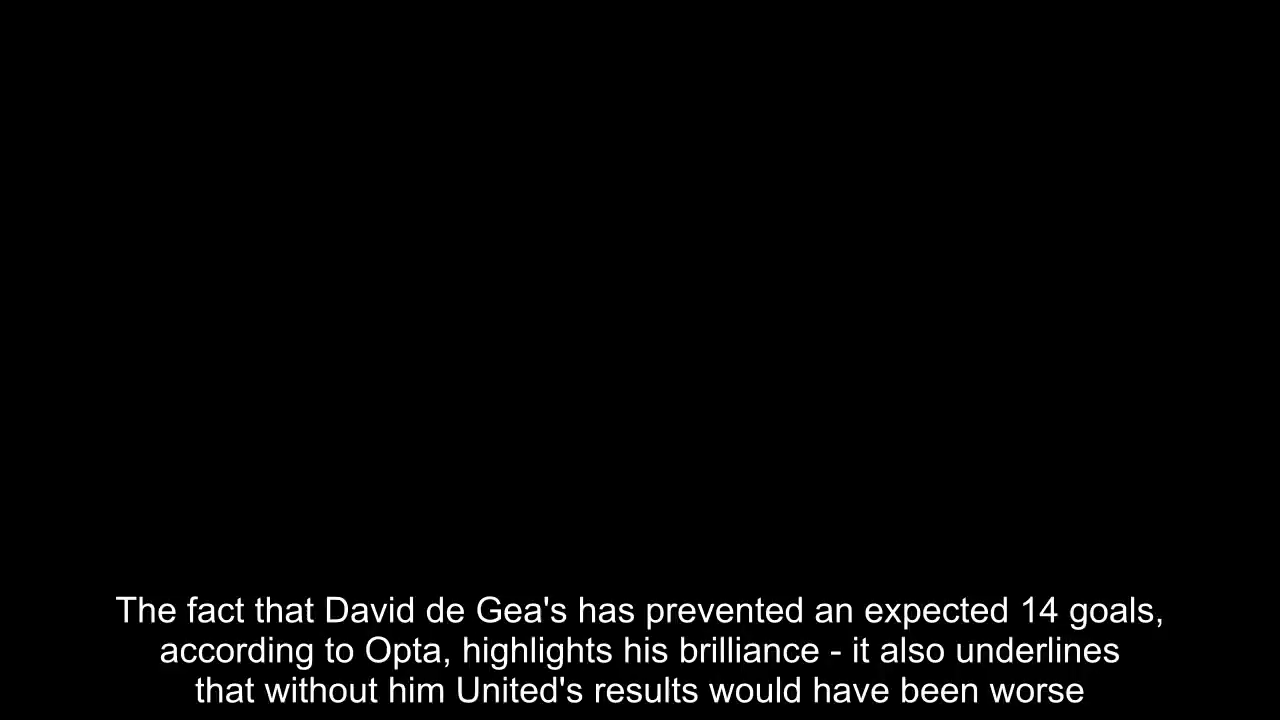 The fact that David de Gea's has prevented an expected 14 goals,
according to Opta, highlights his brilliance - it also underlines
that without him United's results would have been worse